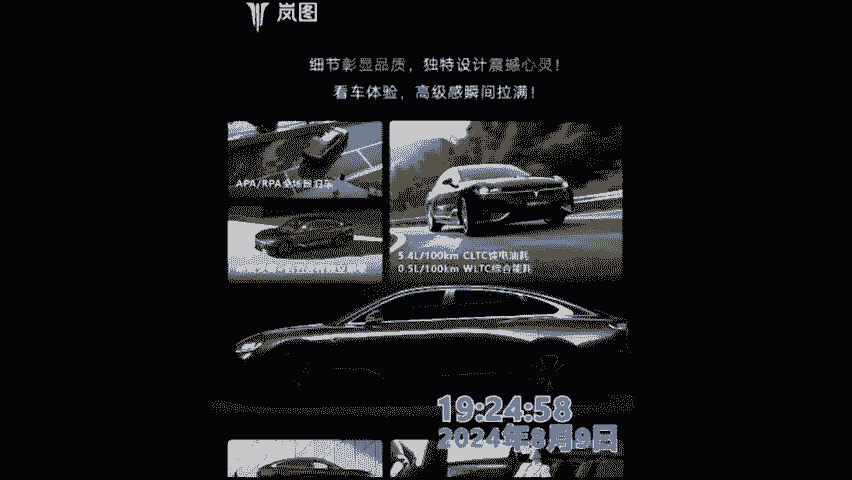 岚图
细节彰显品质，独特设计震撼心灵！
看车体验，高级感瞬间拉满！
APA/RPA全场景泊车
5.4L/100km CLTC馈电油耗
0.5L/100km WLTC综合能耗
19:24:58
2024年8月9日